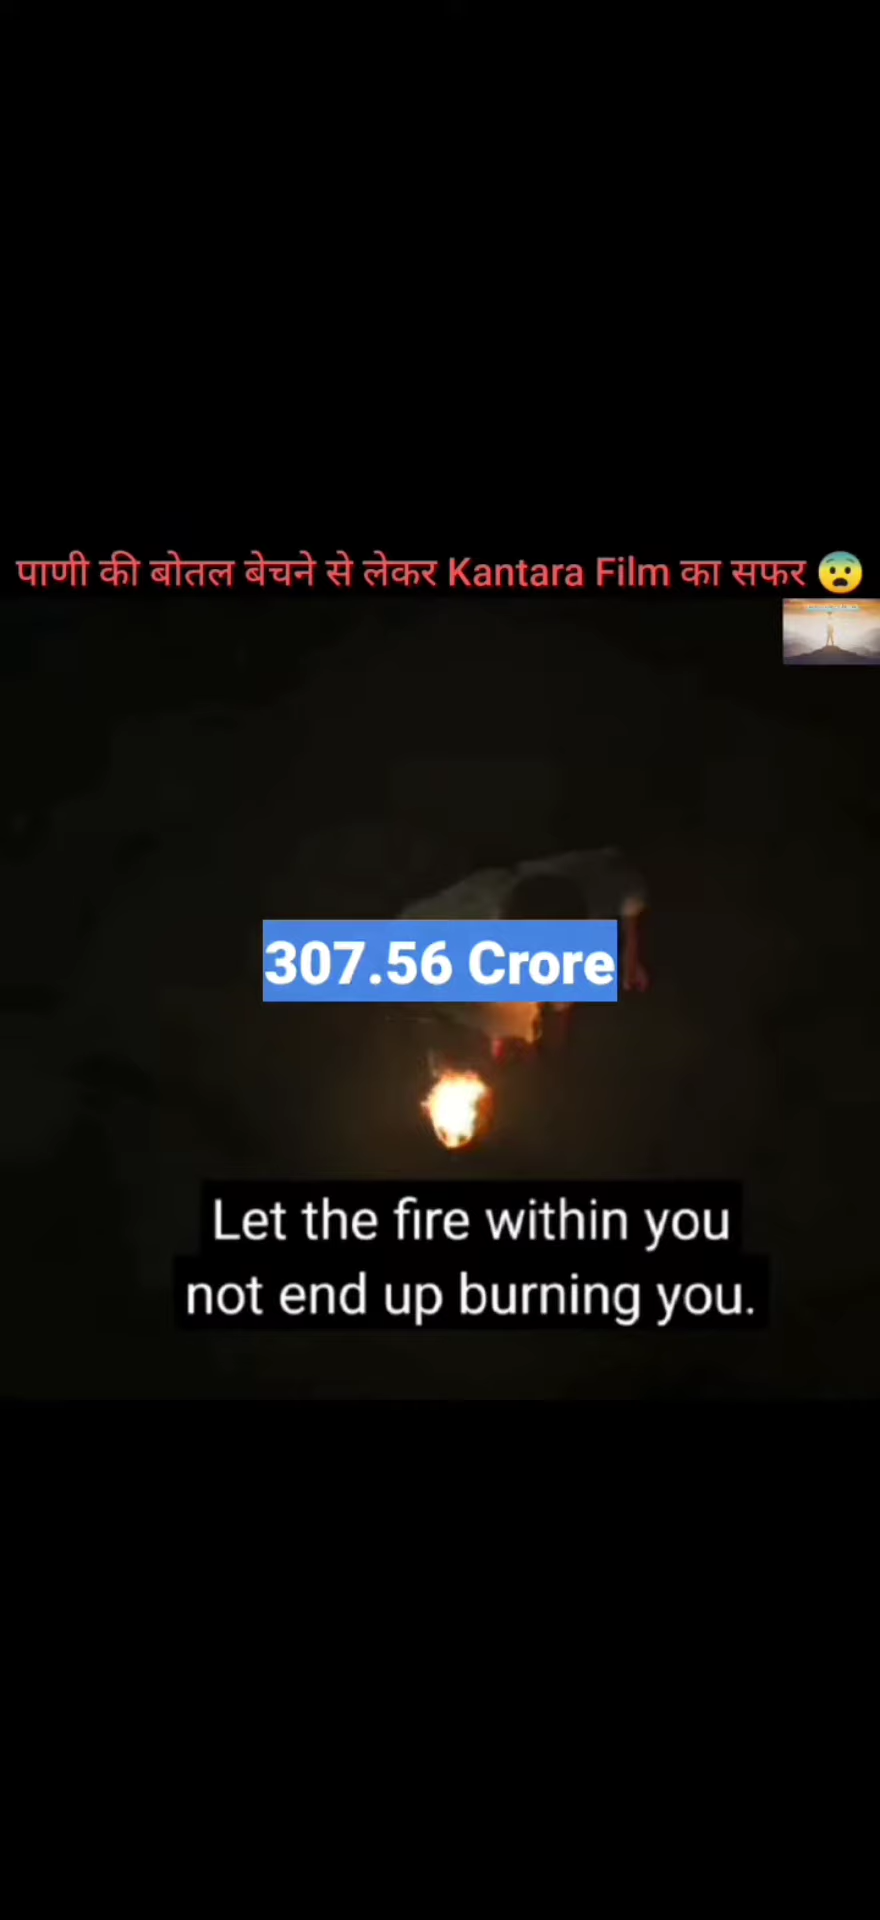 पाणी की बोतल बेचने से लेकर Kantara Film का सफर 😨
307.56 Crore
Let the fire within you
not end up burning you.